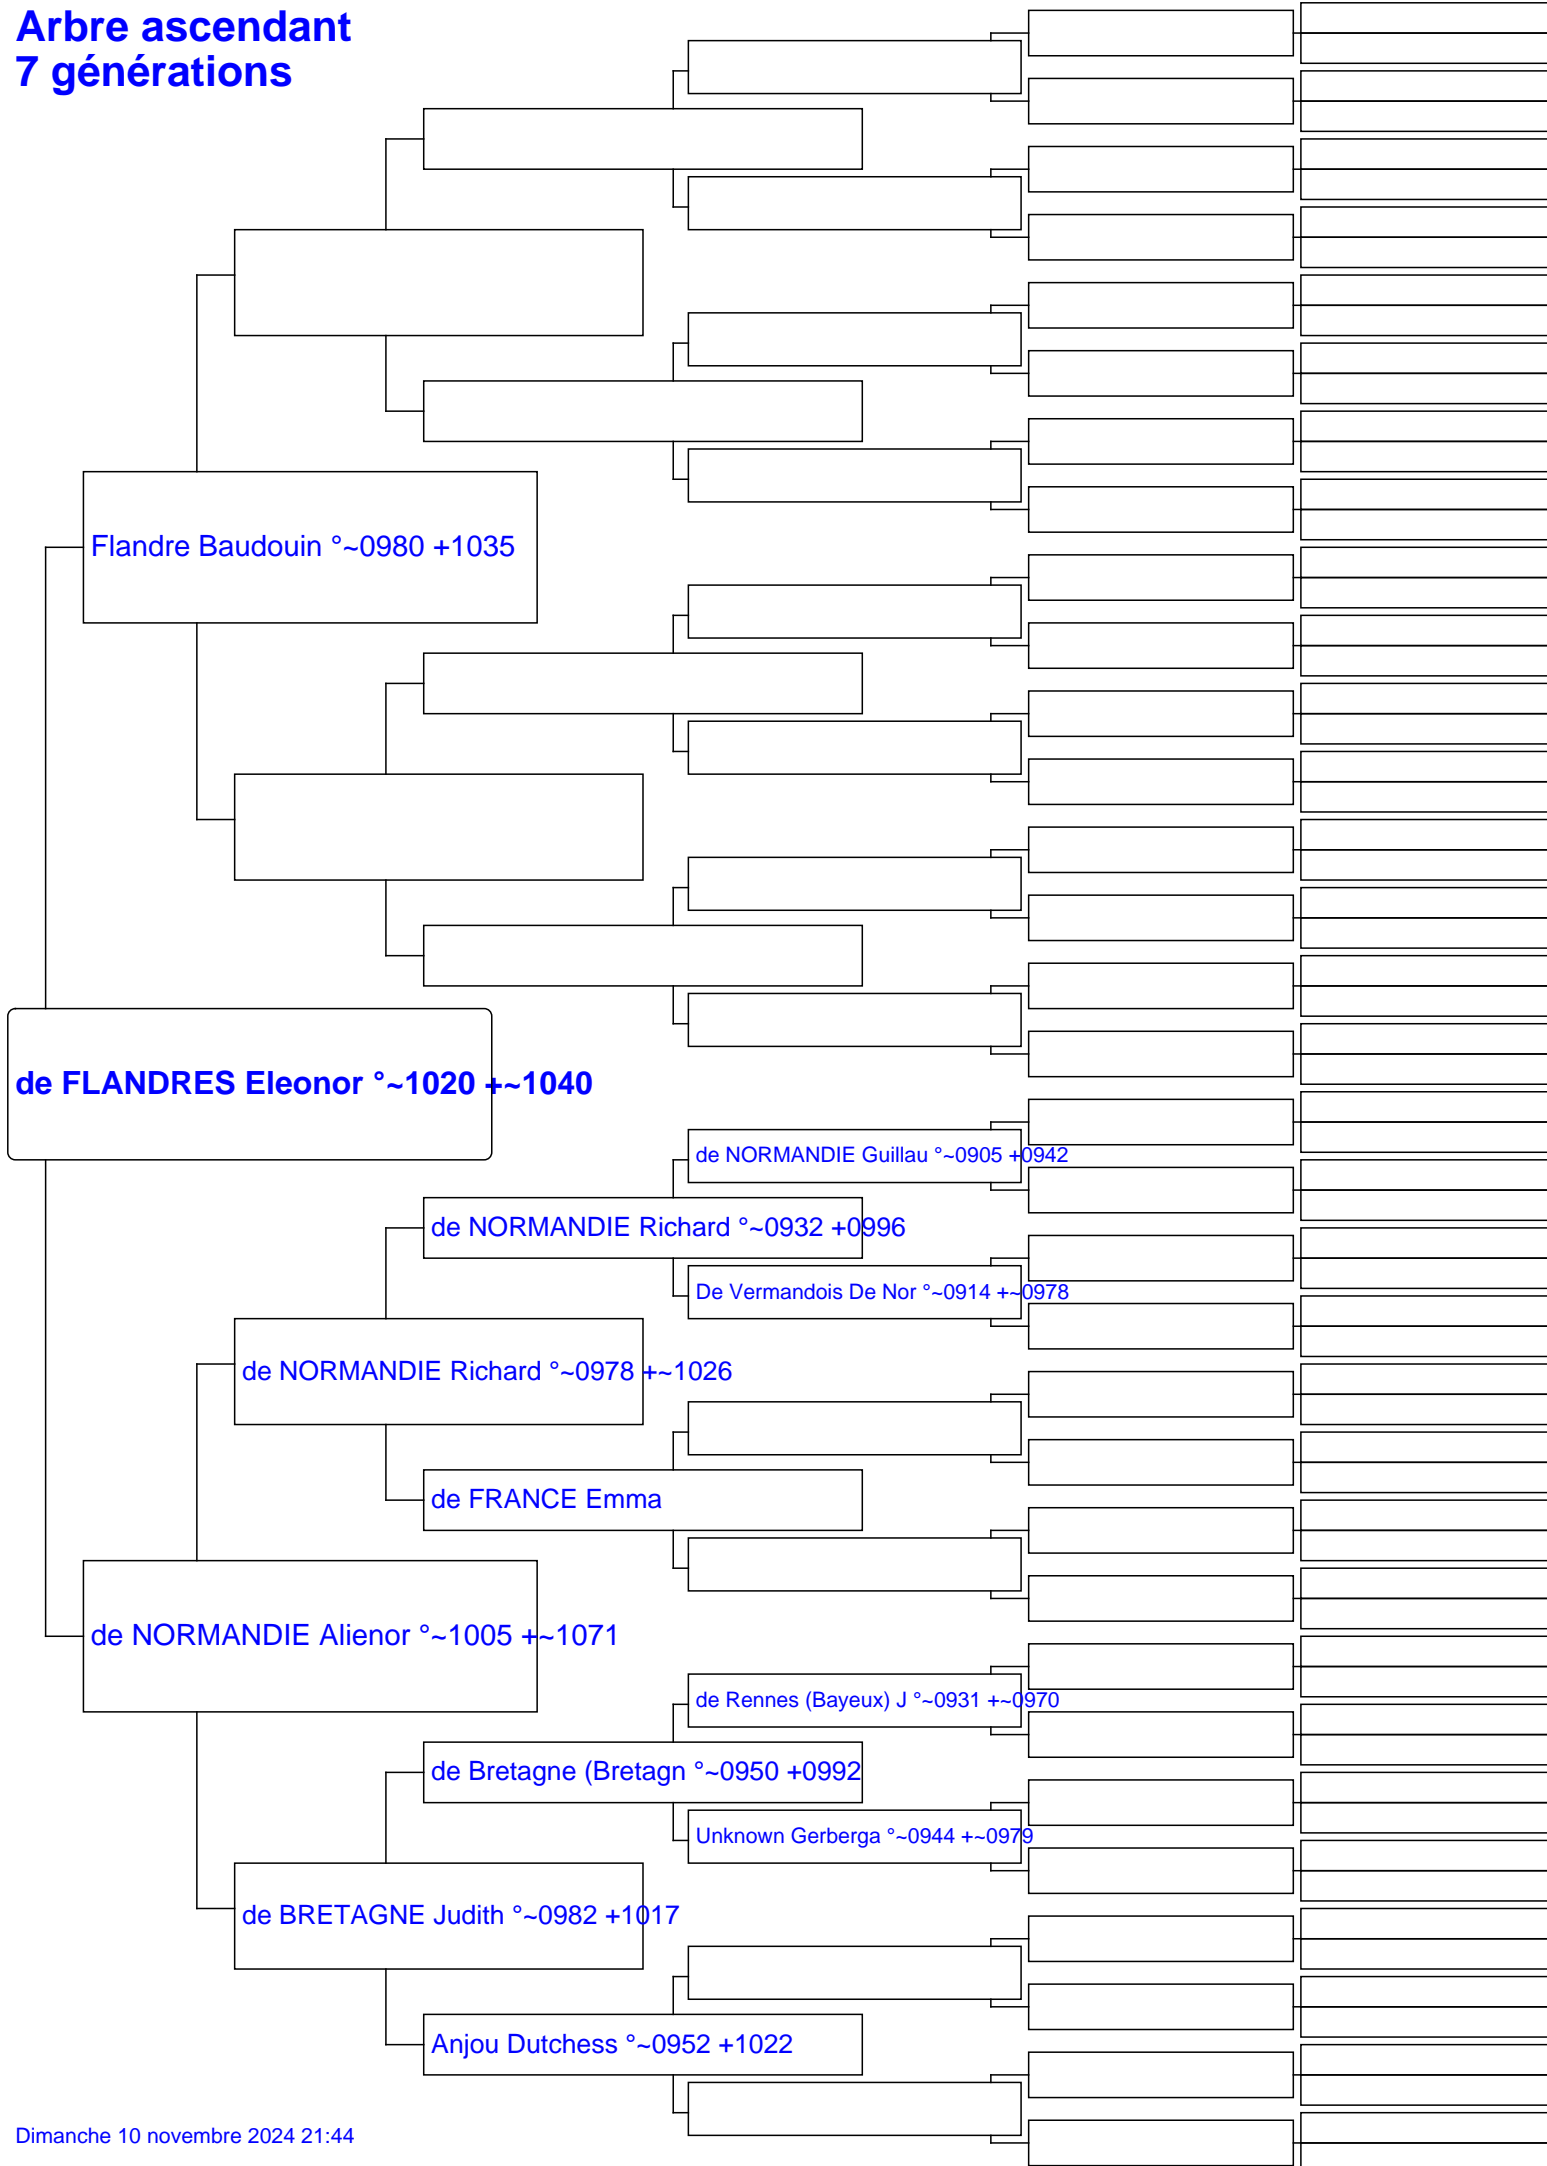 Arbre ascendant
7 générations
Flandre Baudouin °~0980 +1035
de FLANDRES Eleonor °~1020 +~1040
de NORMANDIE Guillau °~0905 +0942
de NORMANDIE Richard °~0932 +0996
De Vermandois De Nor °~0914 +~0978
de NORMANDIE Richard °~0978 +~1026
de FRANCE Emma
de NORMANDIE Alienor °~1005 +~1071
de Rennes (Bayeux) J °~0931 +~0970
de Bretagne (Bretagn °~0950 +0992
Unknown Gerberga °~0944 +~0979
de BRETAGNE Judith °~0982 +1017
Anjou Dutchess °~0952 +1022
Dimanche 10 novembre 2024 21:44